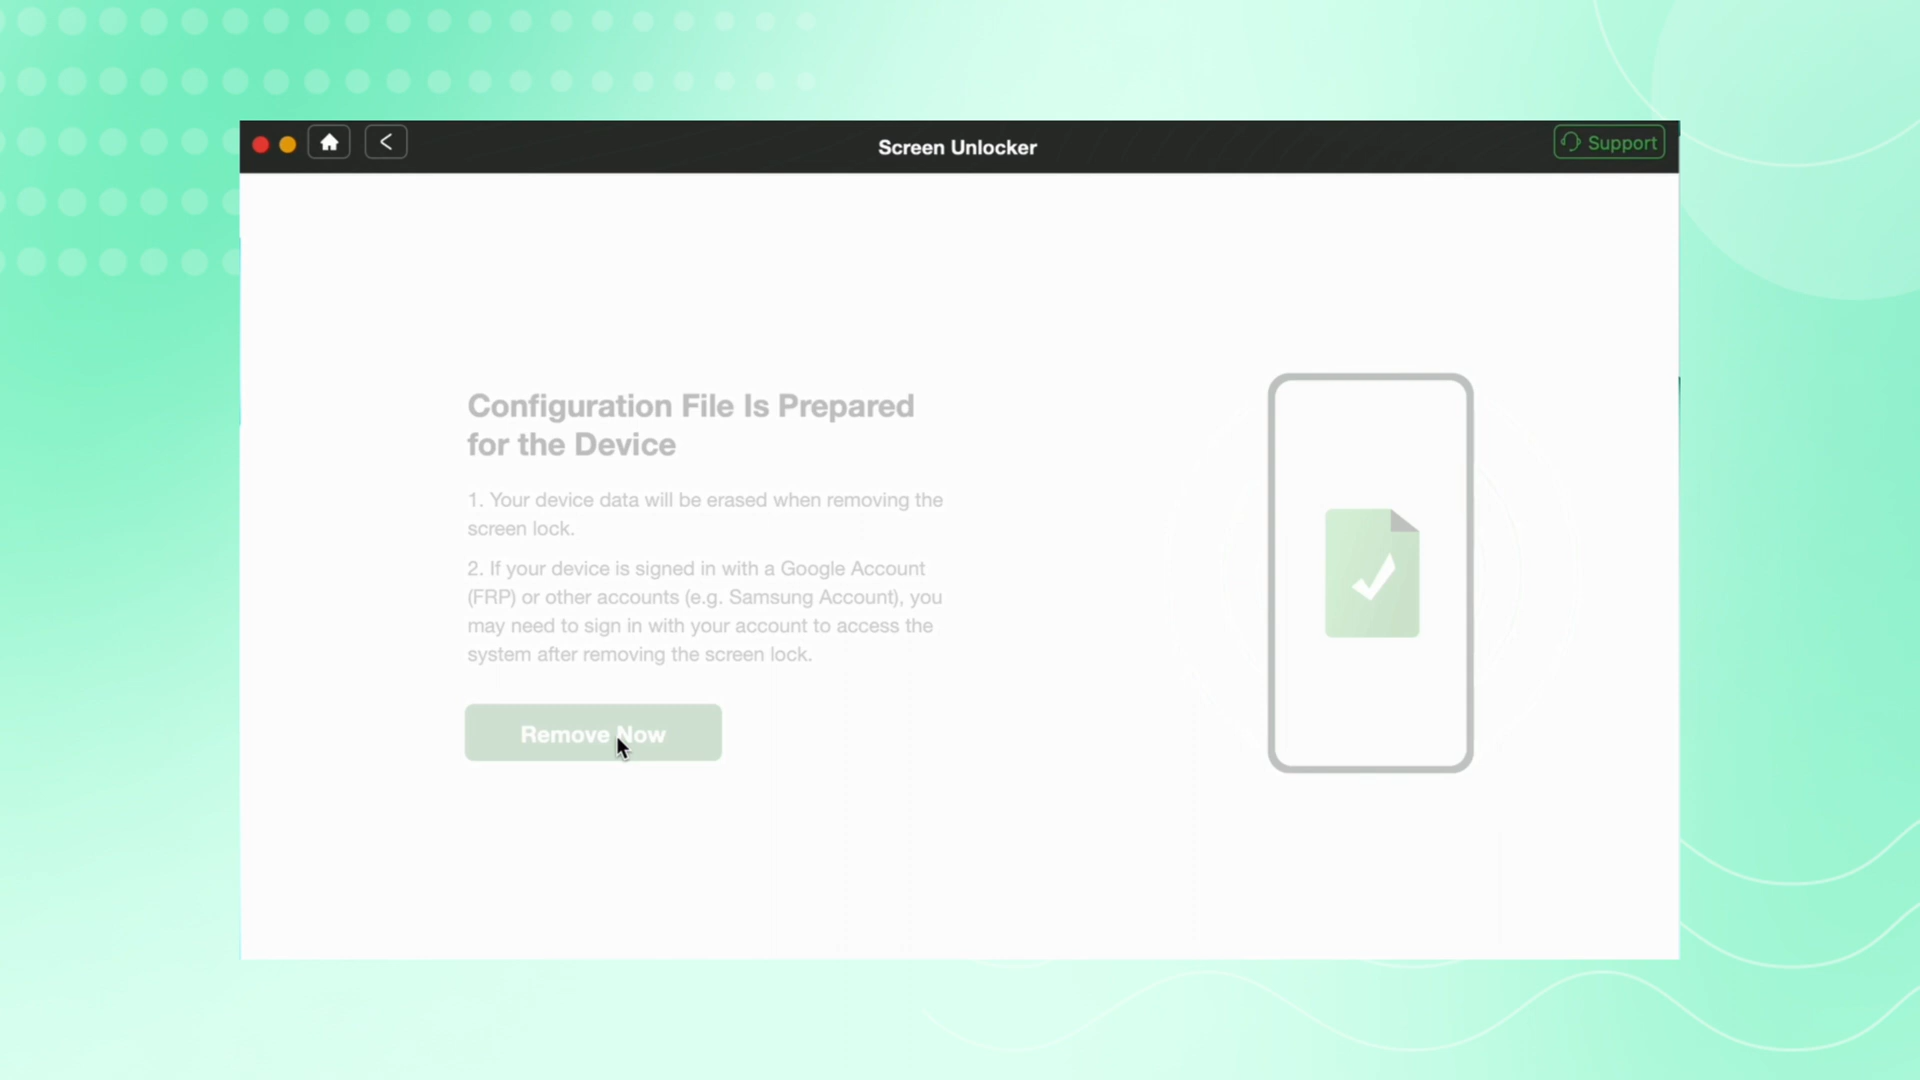 Screen Unlocker
Support
Configuration File Is Prepared
for the Device
1. Your device data will be erased when removing the
screen lock.
2. If your device is signed in with a Google Account
(FRP) or other accounts (e.g. Samsung Account), you
may need to sign in with your account to access the
system after removing the screen lock.
Remove Now